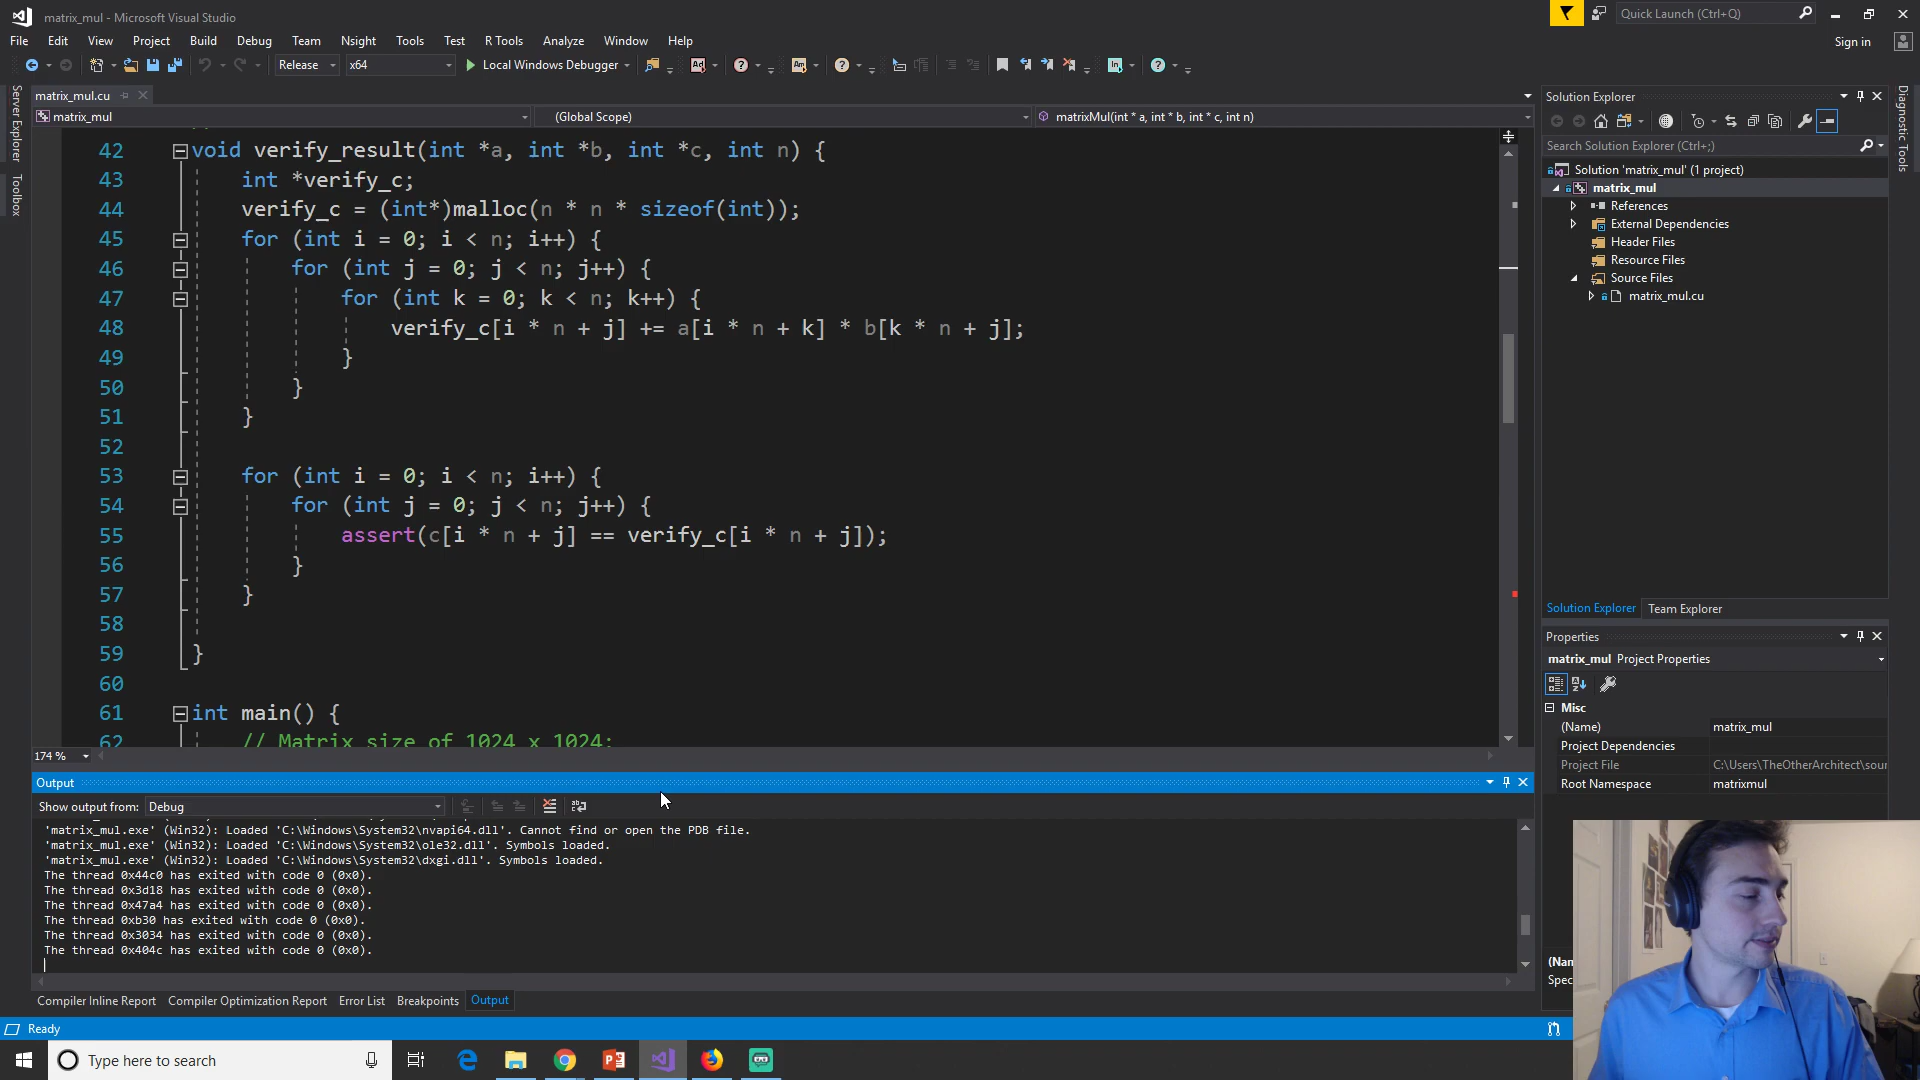 matrix_mul - Microsoft Visual Studio
Quick Launch (Ctrl+Q)
File Edit View Project Build Debug Team Nsight Tools Test R Tools Analyze Window Help
Sign in
Release x64 Local Windows Debugger
matrix_mul.cu
matrix_mul (Global Scope) matrixMul(int * a, int * b, int * c, int n)
Server Explorer
Toolbox
42 void verify_result(int *a, int *b, int *c, int n) {
43 int *verify_c;
44 verify_c = (int*)malloc(n * n * sizeof(int));
45 for (int i = 0; i < n; i++) {
46 for (int j = 0; j < n; j++) {
47 for (int k = 0; k < n; k++) {
48 verify_c[i * n + j] += a[i * n + k] * b[k * n + j];
49 }
50 }
51 }
52
53 for (int i = 0; i < n; i++) {
54 for (int j = 0; j < n; j++) {
55 assert(c[i * n + j] == verify_c[i * n + j]);
56 }
57 }
58
59 }
60
61 int main() {
62 // Matrix size of 1024 x 1024;
174 %
Output
Show output from: Debug
'matrix_mul.exe' (Win32): Loaded 'C:\Windows\System32\nvapi64.dll'. Cannot find or open the PDB file.
'matrix_mul.exe' (Win32): Loaded 'C:\Windows\System32\ole32.dll'. Symbols loaded.
'matrix_mul.exe' (Win32): Loaded 'C:\Windows\System32\dxgi.dll'. Symbols loaded.
The thread 0x44c0 has exited with code 0 (0x0).
The thread 0x3d18 has exited with code 0 (0x0).
The thread 0x47a4 has exited with code 0 (0x0).
The thread 0xb30 has exited with code 0 (0x0).
The thread 0x3034 has exited with code 0 (0x0).
The thread 0x404c has exited with code 0 (0x0).
Compiler Inline Report Compiler Optimization Report Error List Breakpoints Output
Ready
Type here to search
Solution Explorer
Search Solution Explorer (Ctrl+;)
Solution 'matrix_mul' (1 project)
matrix_mul
References
External Dependencies
Header Files
Resource Files
Source Files
matrix_mul.cu
Solution Explorer Team Explorer
Properties
matrix_mul Project Properties
Misc
(Name) matrix_mul
Project Dependencies
Project File C:\Users\TheOtherArchitect\sour
Root Namespace matrixmul
(Nan
Spec
Diagnostic Tools